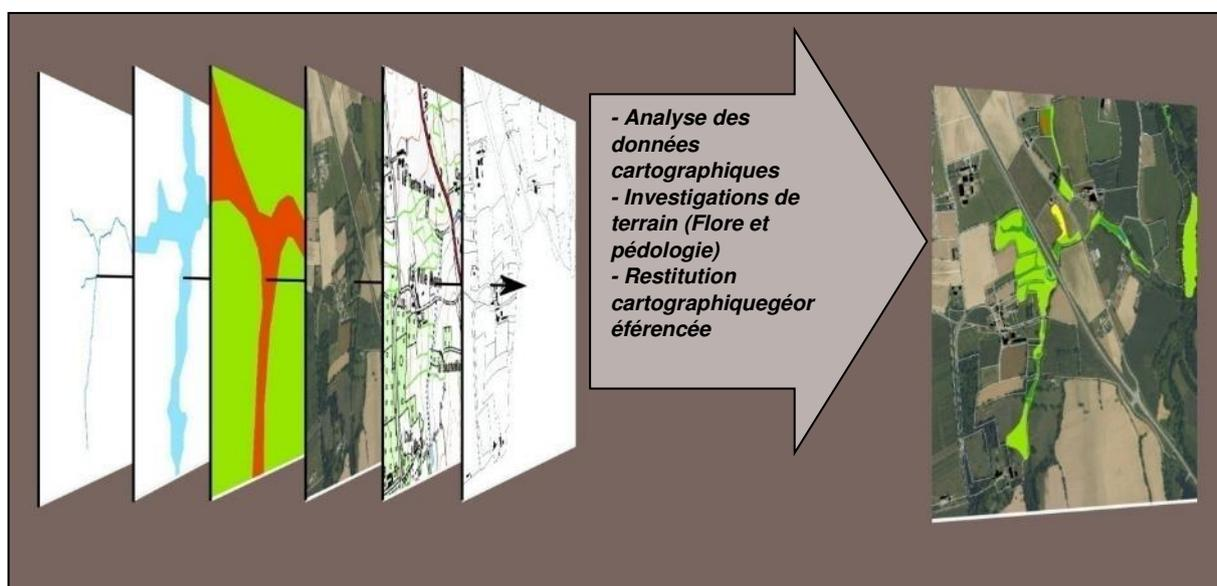 - Analyse des
données
cartographiques
- Investigations de
terrain (Flore et
pédologie)
- Restitution
cartographiquegéor
éférencée